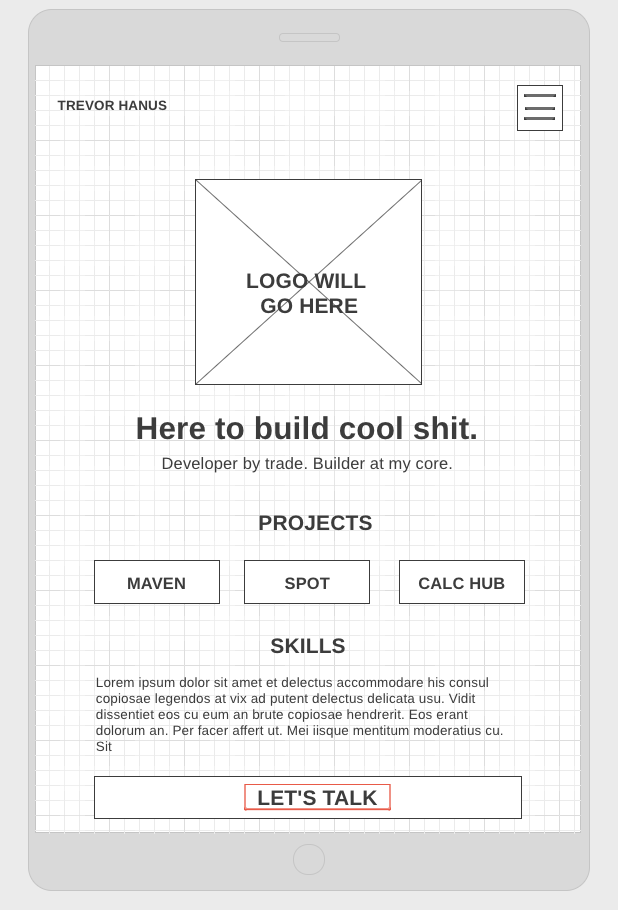 TREVOR HANUS
LOGO WILL
GO HERE
Here to build cool shit.
Developer by trade. Builder at my core.
PROJECTS
MAVEN
SPOT
CALC HUB
SKILLS
Lorem ipsum dolor sit amet et delectus accommodare his consul
copiosae legendos at vix ad putent delectus delicata usu. Vidit
dissentiet eos cu eum an brute copiosae hendrerit. Eos erant
dolorum an. Per facer affert ut. Mei iisque mentitum moderatius cu.
Sit
LET'S TALK